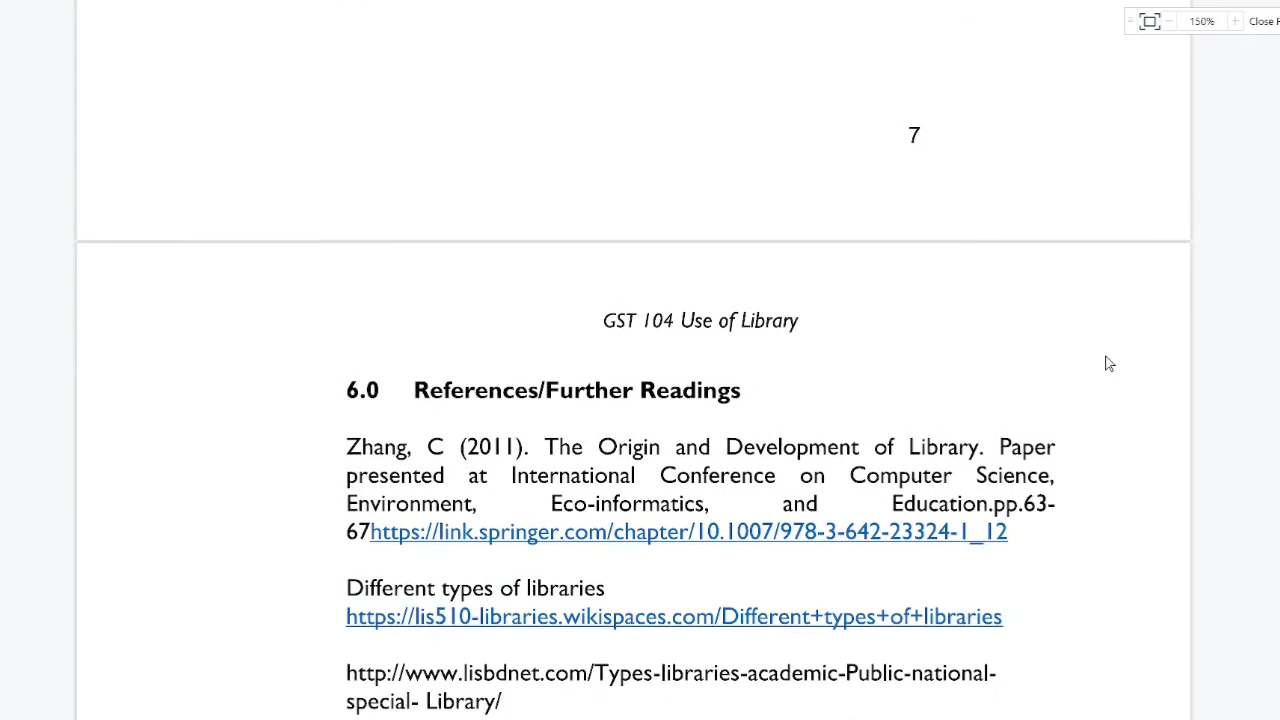 150%
Close
7
GST 104 Use of Library
6.0 References/Further Readings
Zhang, C (2011). The Origin and Development of Library. Paper
presented at International Conference on Computer Science,
Environment, Eco-informatics, and Education.pp.63-
67https://link.springer.com/chapter/10.1007/978-3-642-23324-1_12
Different types of libraries
https://lis510-libraries.wikispaces.com/Different+types+of+libraries
http://www.lisbdnet.com/Types-libraries-academic-Public-national-
special- Library/